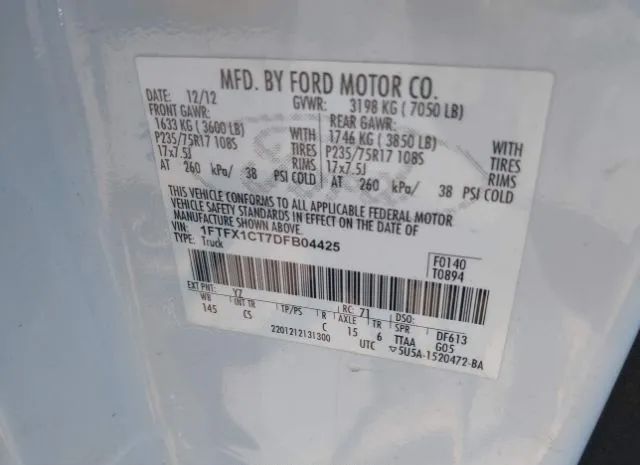 MFD. BY FORD MOTOR CO.
DATE: 12/12 GVWR: 3198 KG ( 7050 LB)
FRONT GAWR: REAR GAWR:
1633 KG ( 3600 LB) WITH 1746 KG ( 3850 LB) WITH
P235/75R17 108S TIRES P235/75R17 108S TIRES
17x7.5J RIMS 17x7.5J RIMS
AT 260 kPa/ 38 PSI COLD AT 260 kPa/ 38 PSI COLD
THIS VEHICLE CONFORMS TO ALL APPLICABLE FEDERAL MOTOR
VEHICLE SAFETY STANDARDS IN EFFECT ON THE DATE OF
MANUFACTURE SHOWN ABOVE.
VIN: 1FTFX1CT7DFB04425
TYPE: Truck
F0140
T0894
EXT PNT: YZ RC: 71 DSO:
WB INT TR TP/PS R AXLE TR SPR DF613
145 CS C 15 6 TTAA G05
2201212131300 UTC 5U5A-1520472-BA